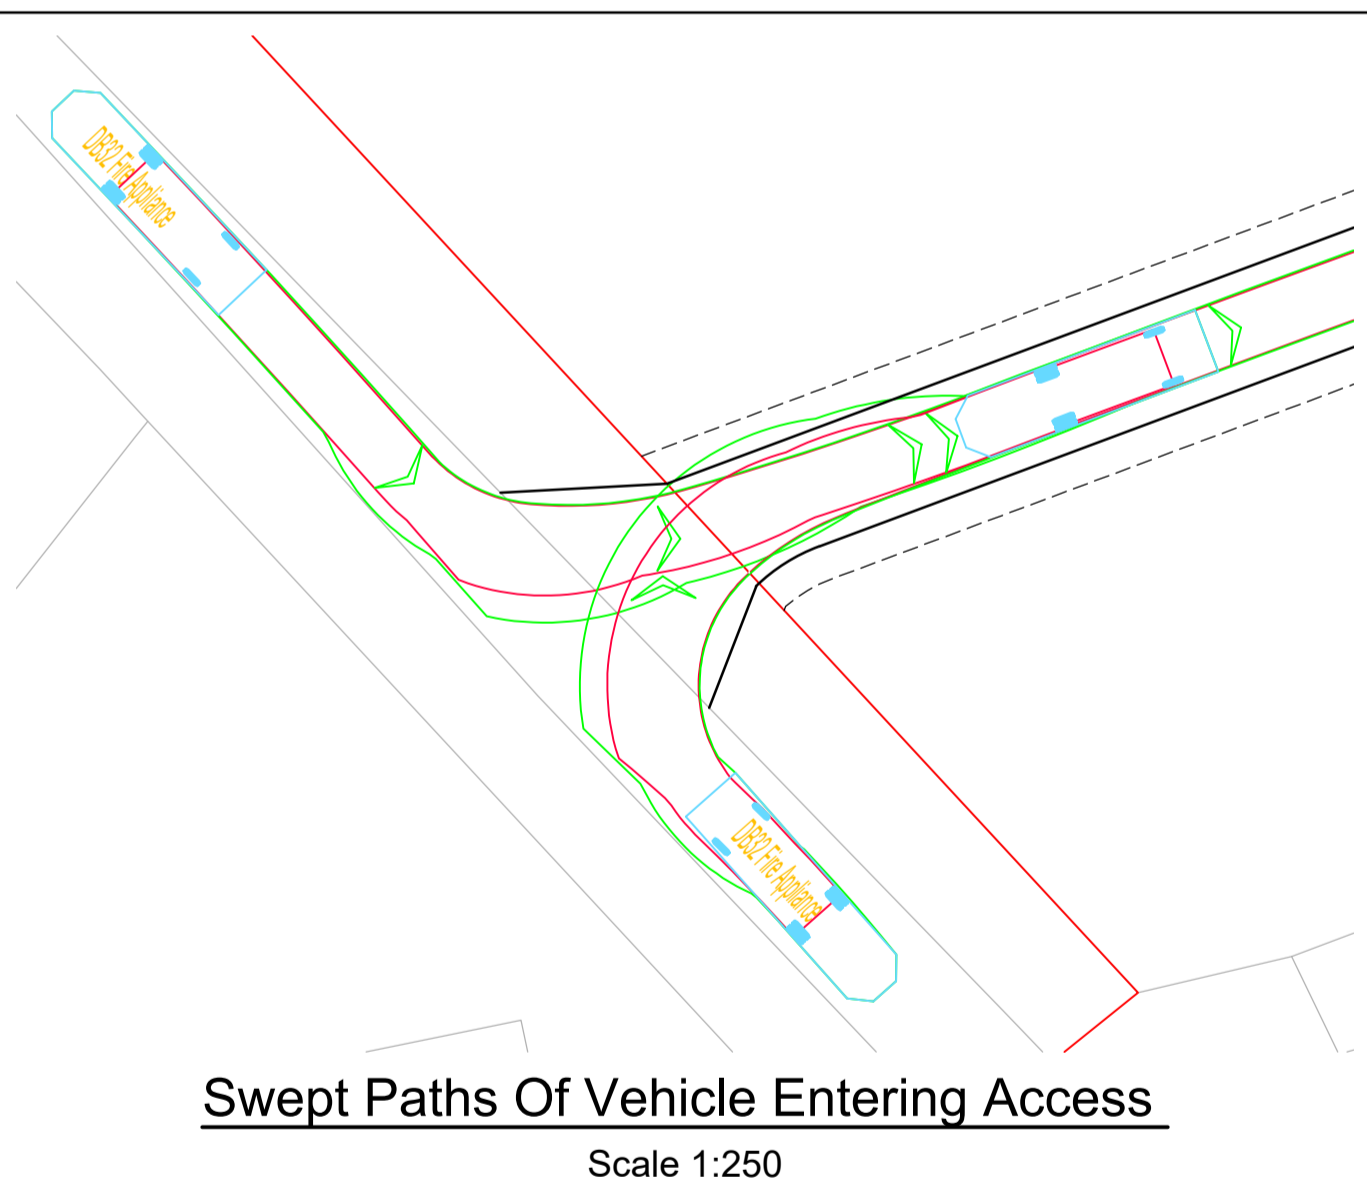 DB32 Fire Appliance
DB32 Fire Appliance
Swept Paths Of Vehicle Entering Access
Scale 1:250